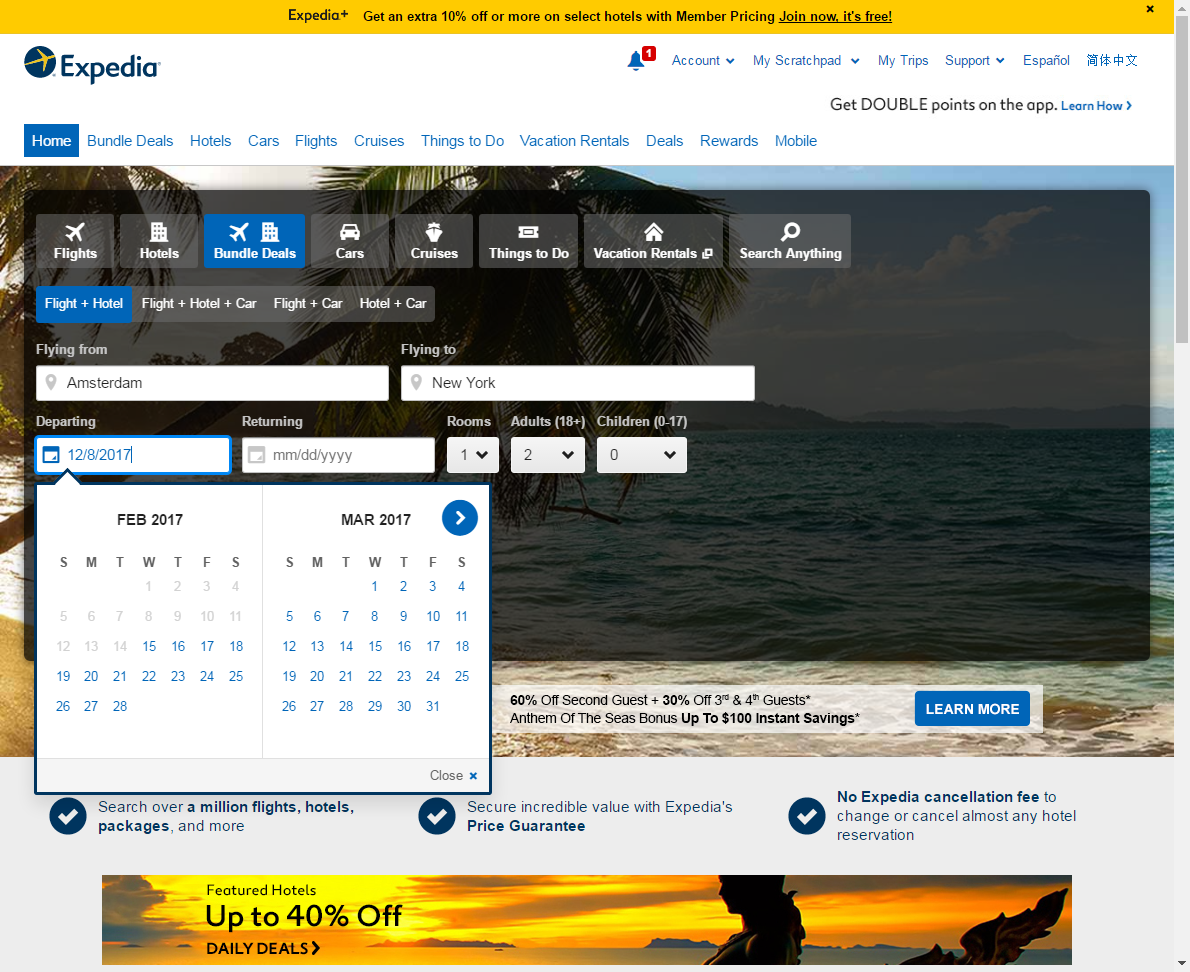 Expedia+ Get an extra 10% off or more on select hotels with Member Pricing Join now, it's free!
Expedia
1
Account My Scratchpad My Trips Support Español 简体中文
Get DOUBLE points on the app. Learn How
Home Bundle Deals Hotels Cars Flights Cruises Things to Do Vacation Rentals Deals Rewards Mobile
Flights Hotels Bundle Deals Cars Cruises Things to Do Vacation Rentals Search Anything
Flight + Hotel Flight + Hotel + Car Flight + Car Hotel + Car
Flying from Flying to
Amsterdam New York
Departing Returning Rooms Adults (18+) Children (0-17)
12/8/2017 mm/dd/yyyy 1 2 0
FEB 2017
S M T W T F S
1 2 3 4
5 6 7 8 9 10 11
12 13 14 15 16 17 18
19 20 21 22 23 24 25
26 27 28
MAR 2017
S M T W T F S
1 2 3 4
5 6 7 8 9 10 11
12 13 14 15 16 17 18
19 20 21 22 23 24 25
26 27 28 29 30 31
Close
60% Off Second Guest + 30% Off 3rd & 4th Guests*
Anthem Of The Seas Bonus Up To $100 Instant Savings*
LEARN MORE
Search over a million flights, hotels,
packages, and more
Secure incredible value with Expedia's
Price Guarantee
No Expedia cancellation fee to
change or cancel almost any hotel
reservation
Featured Hotels
Up to 40% Off
DAILY DEALS